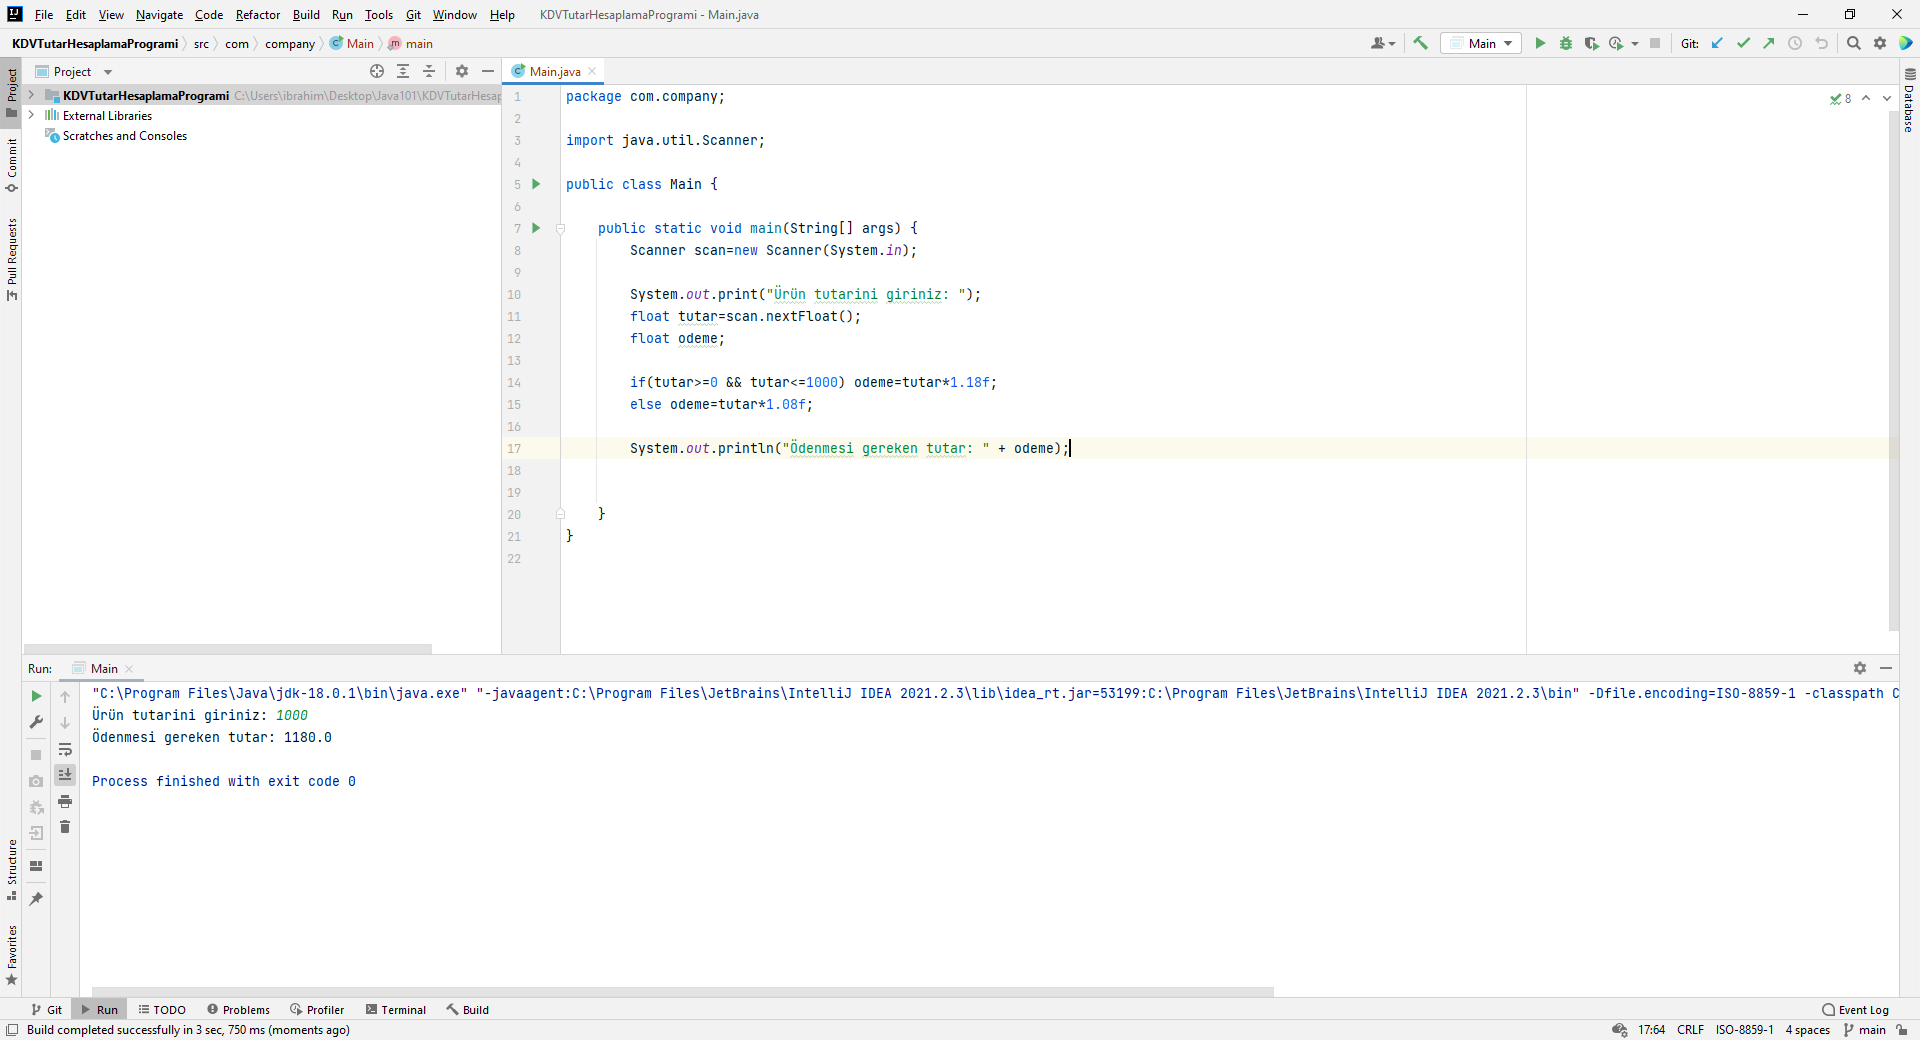 File Edit View Navigate Code Refactor Build Run Tools Git Window Help KDVTutarHesaplamaProgrami - Main.java
KDVTutarHesaplamaProgrami src com company Main main
Main Git:
Project
Main.java
KDVTutarHesaplamaProgrami C:\Users\ibrahim\Desktop\Java101\KDVTutarHesap
External Libraries
Scratches and Consoles
Project
Commit
Pull Requests
Structure
Favorites
Database
8
1 package com.company;
2
3 import java.util.Scanner;
4
5 public class Main {
6
7 public static void main(String[] args) {
8 Scanner scan=new Scanner(System.in);
9
10 System.out.print("Ürün tutarini giriniz: ");
11 float tutar=scan.nextFloat();
12 float odeme;
13
14 if(tutar>=0 && tutar<=1000) odeme=tutar*1.18f;
15 else odeme=tutar*1.08f;
16
17 System.out.println("Ödenmesi gereken tutar: " + odeme);
18
19
20 }
21 }
22
Run: Main
"C:\Program Files\Java\jdk-18.0.1\bin\java.exe" "-javaagent:C:\Program Files\JetBrains\IntelliJ IDEA 2021.2.3\lib\idea_rt.jar=53199:C:\Program Files\JetBrains\IntelliJ IDEA 2021.2.3\bin" -Dfile.encoding=ISO-8859-1 -classpath C
Ürün tutarini giriniz: 1000
Ödenmesi gereken tutar: 1180.0
Process finished with exit code 0
Git Run TODO Problems Profiler Terminal Build Event Log
Build completed successfully in 3 sec, 750 ms (moments ago) 17:64 CRLF ISO-8859-1 4 spaces main